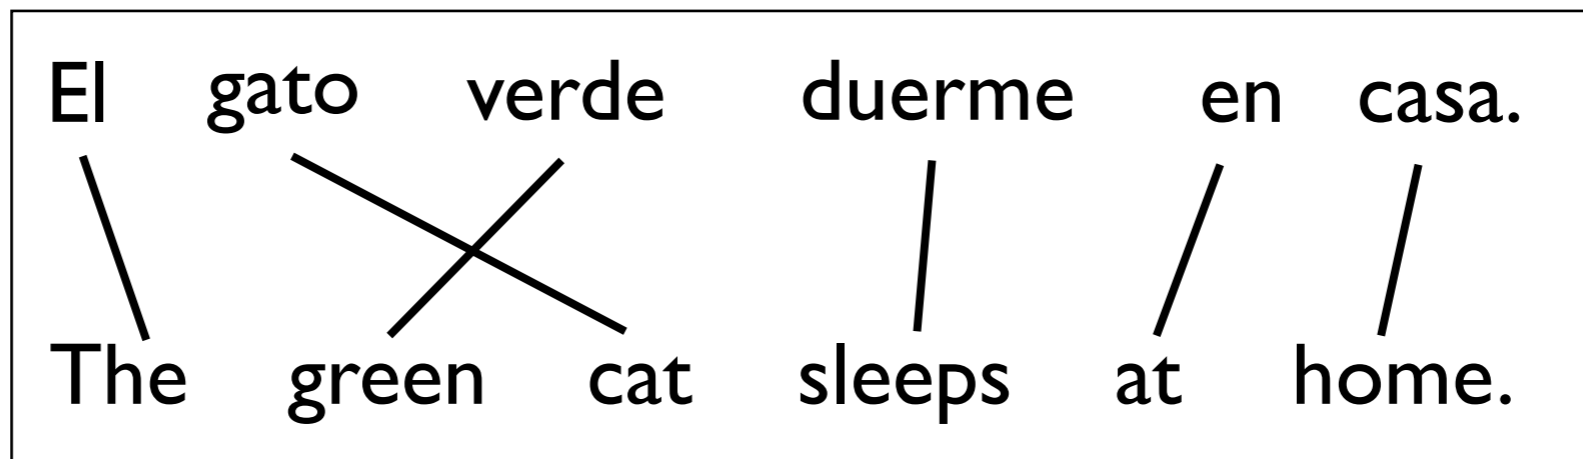 El gato verde duerme en casa.
The green cat sleeps at home.